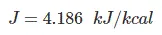 J = 4.186 kJ/kcal